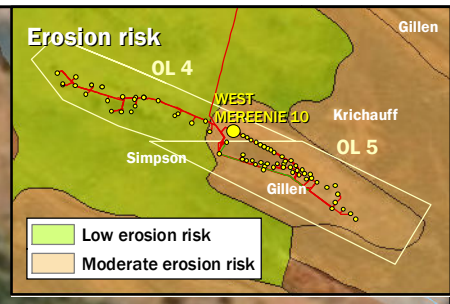 Erosion risk
Gillen
OL 4
WEST
MEREENIE 10
Krichauff
OL 5
Simpson
Gillen
Low erosion risk
Moderate erosion risk